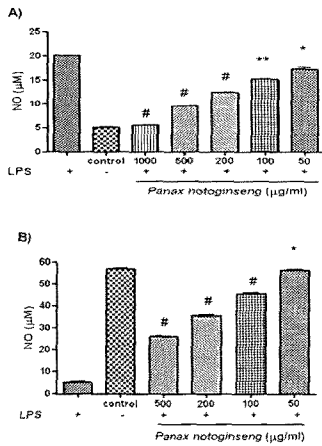 A)
25
20
15
10
5
0
NO (µM)
# # # ** *
control 1000 500 200 100 50
LPS + - + + + + +
Panax notoginseng (µg/ml)
B)
60
50
40
30
20
10
0
NO (µM)
# # # *
control 500 200 100 50
LPS + - + + + +
Panax notoginseng (µg/ml)